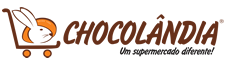 CHOCOLÂNDIA®
Um supermercado diferente!